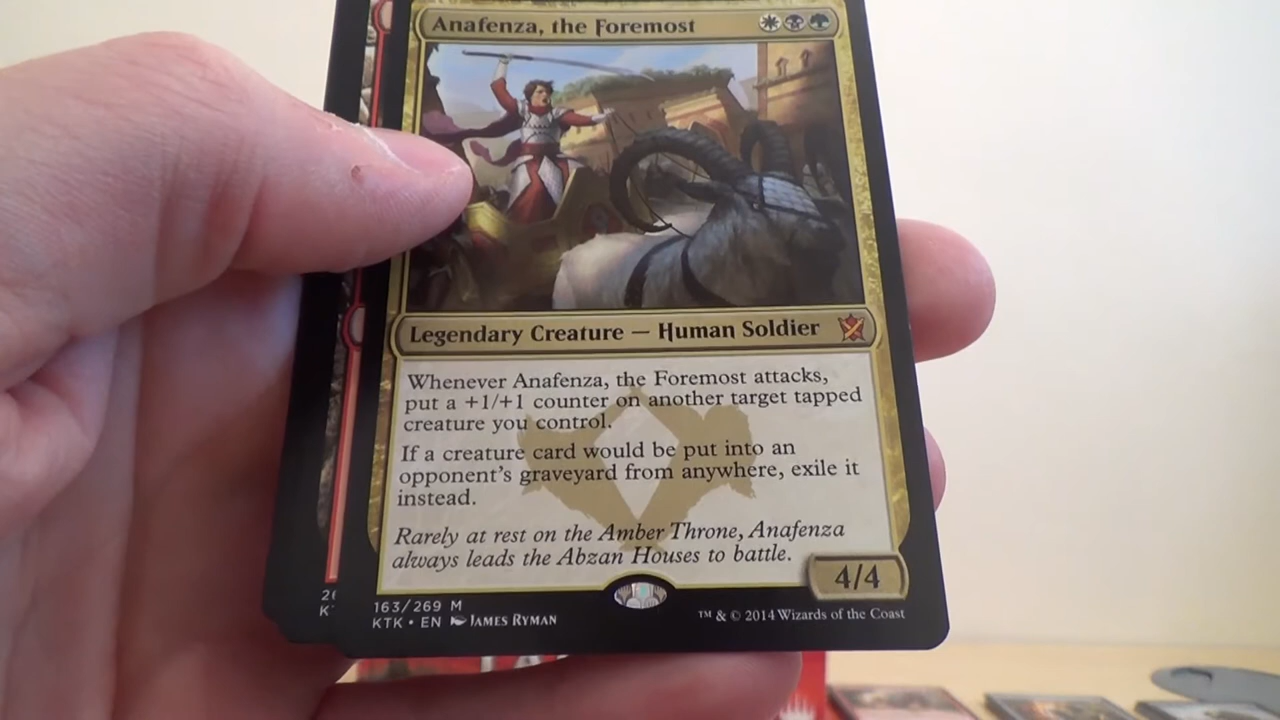 Anafenza, the Foremost
Legendary Creature — Human Soldier
Whenever Anafenza, the Foremost attacks,
put a +1/+1 counter on another target tapped
creature you control.
If a creature card would be put into an
opponent's graveyard from anywhere, exile it
instead.
Rarely at rest on the Amber Throne, Anafenza
always leads the Abzan Houses to battle.
4/4
163/269 M
KTK • EN JAMES RYMAN
™ & © 2014 Wizards of the Coast